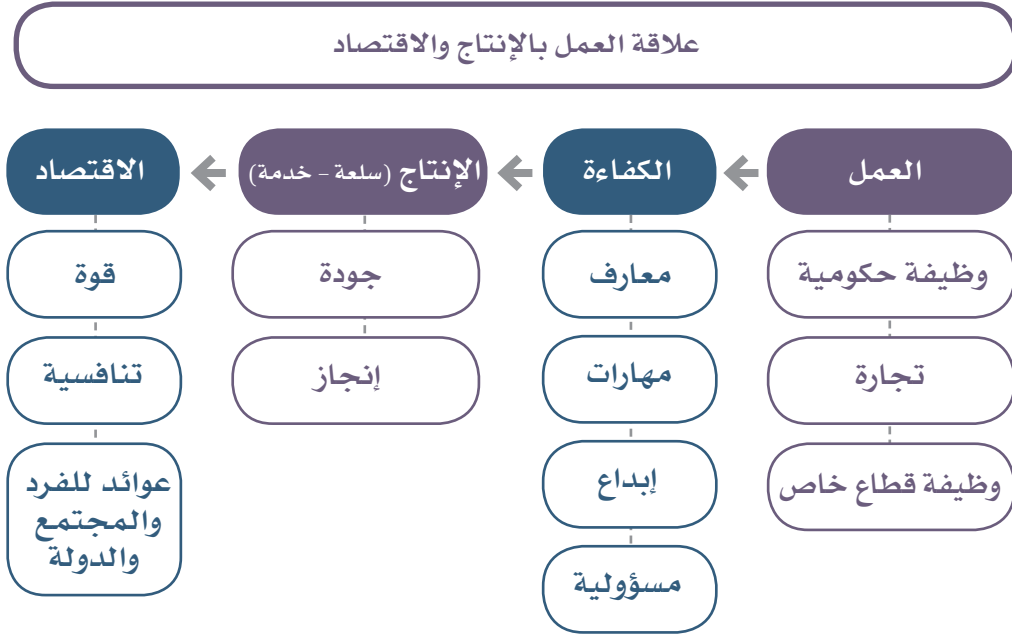 علاقة العمل بالإنتاج والاقتصاد
العمل
الكفاءة
الإنتاج (سلعة - خدمة)
الاقتصاد
وظيفة حكومية
معارف
جودة
قوة
تجارة
مهارات
إنجاز
تنافسية
وظيفة قطاع خاص
إبداع
عوائد للفرد
والمجتمع
والدولة
مسؤولية